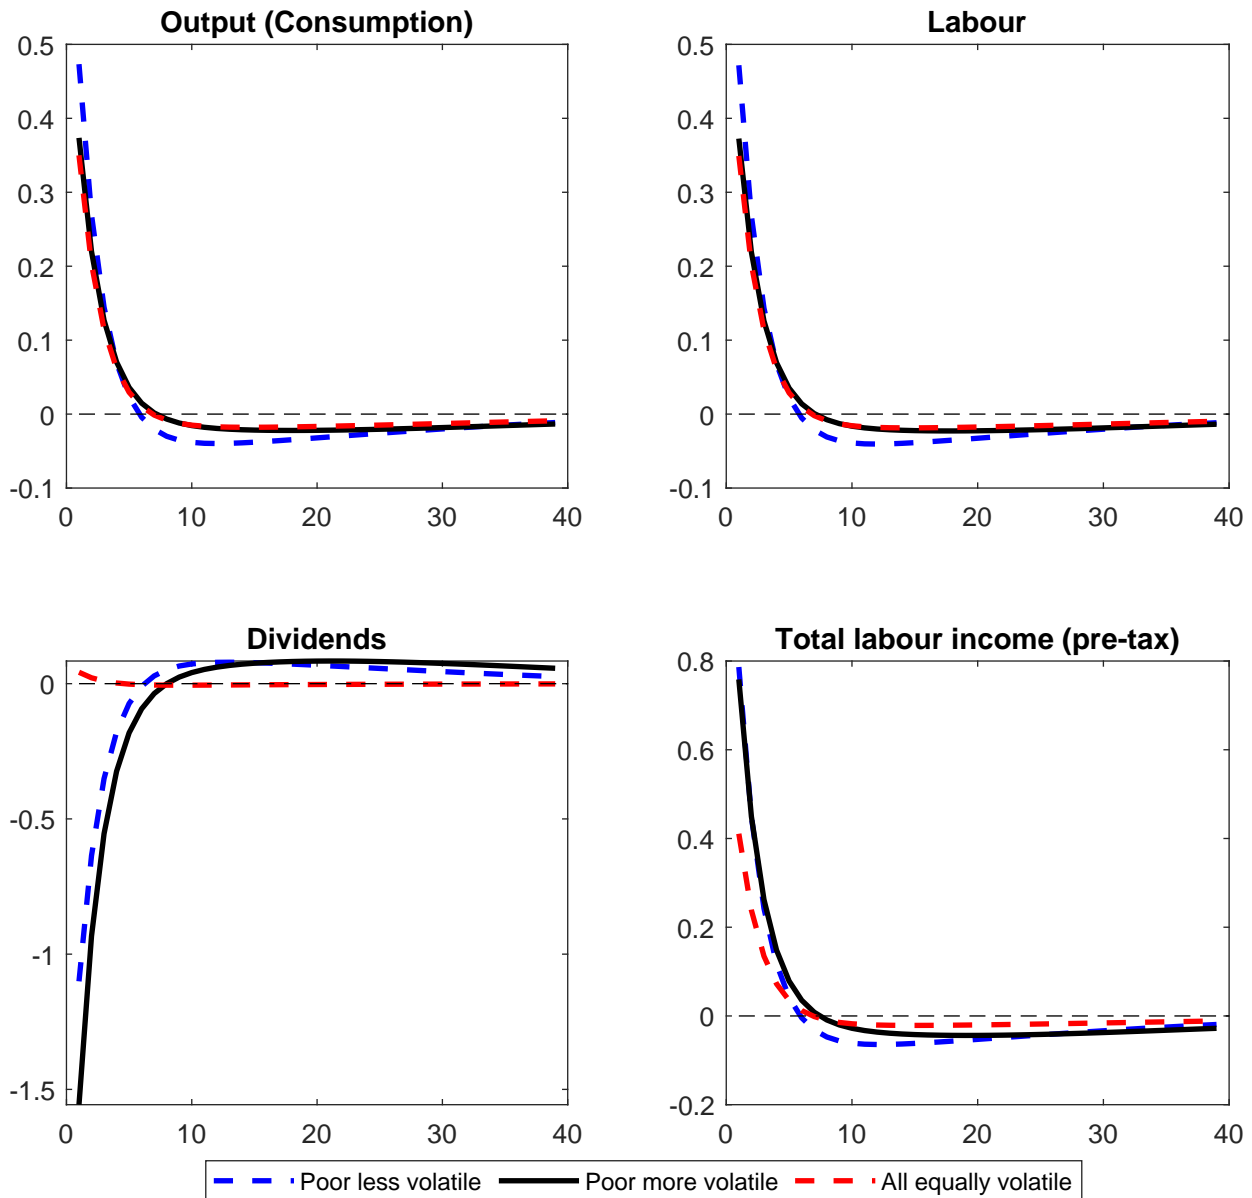 Output (Consumption)
0.5
0.4
0.3
0.2
0.1
0
-0.1
0 10 20 30 40
Labour
0.5
0.4
0.3
0.2
0.1
0
-0.1
0 10 20 30 40
Dividends
0
-0.5
-1
-1.5
0 10 20 30 40
Total labour income (pre-tax)
0.8
0.6
0.4
0.2
0
-0.2
0 10 20 30 40
Poor less volatile Poor more volatile All equally volatile